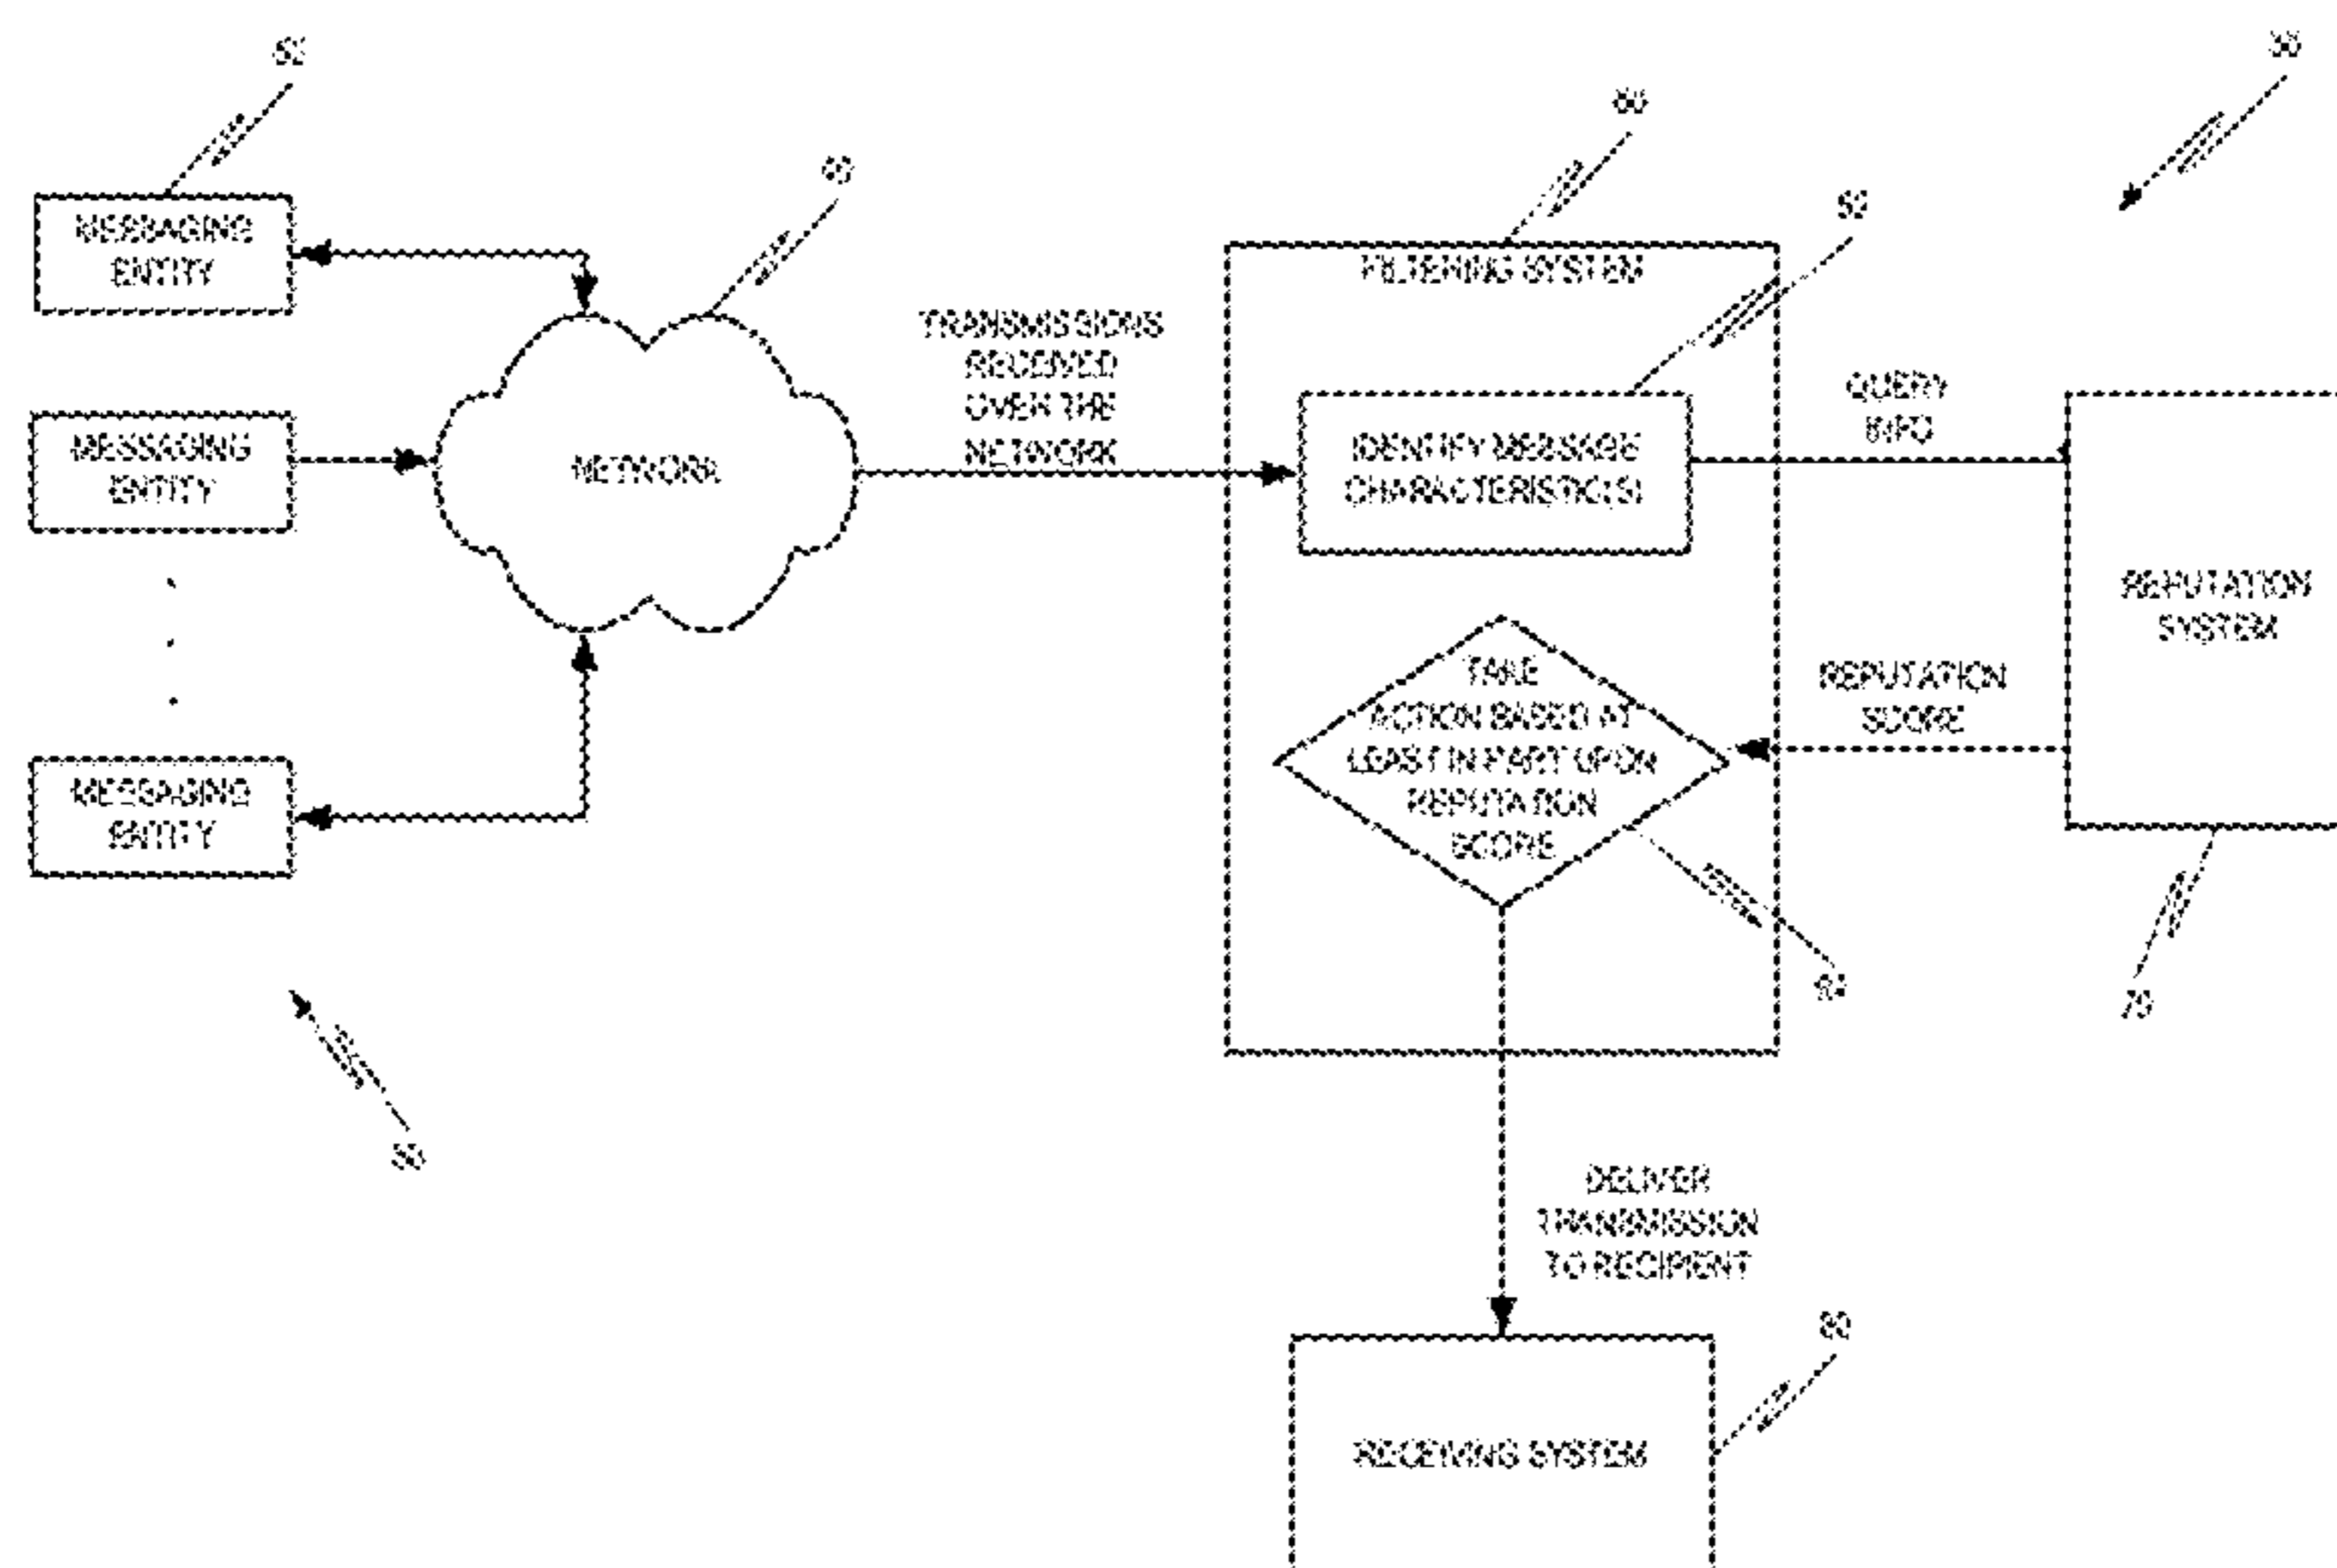 MESSAGING
ENTITY
MESSAGING
ENTITY
MESSAGING
ENTITY
NETWORK
TRANSMISSIONS
RECEIVED
OVER THE
NETWORK
FILTERING SYSTEM
IDENTIFY MESSAGE
CHARACTERISTIC(S)
QUERY
INFO
REPUTATION
SYSTEM
TAKE
ACTION BASED AT
LEAST IN PART UPON
REPUTATION
SCORE
REPUTATION
SCORE
70
DELIVER
TRANSMISSION
TO RECIPIENT
RECEIVING SYSTEM